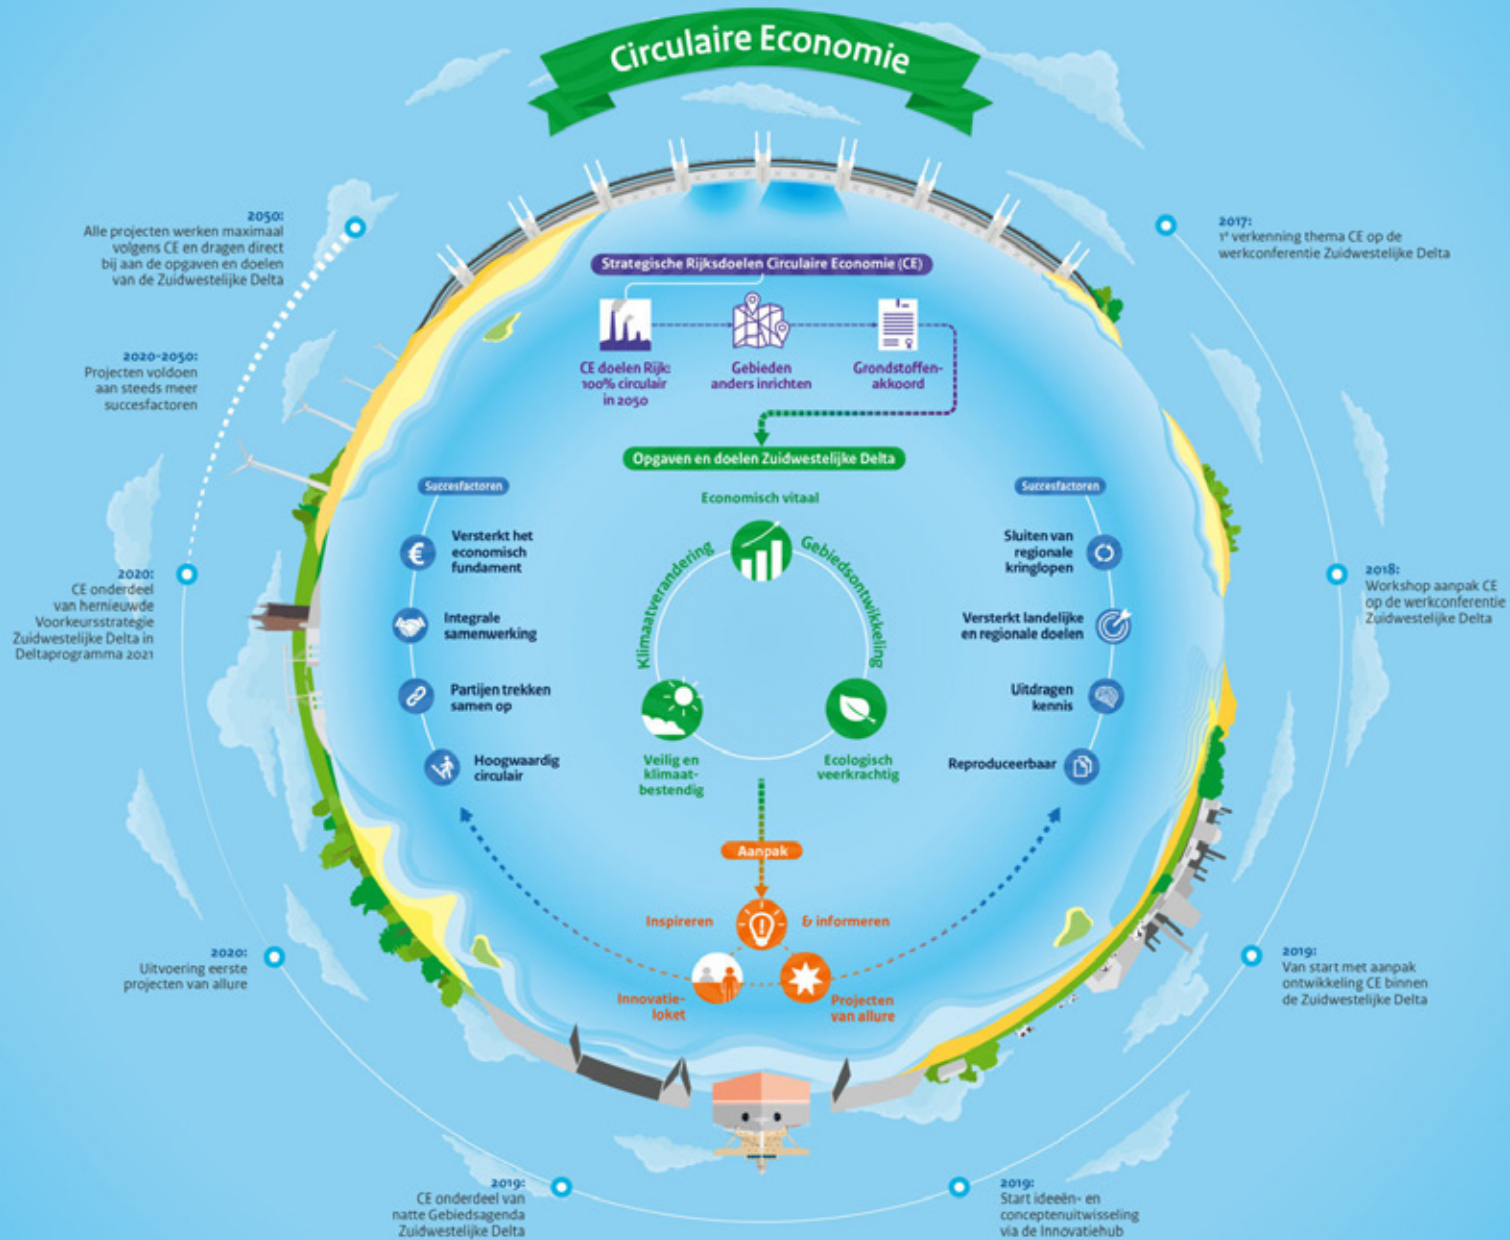 Circulaire Economie
2017:
1e verkenning thema CE op de
werkconferentie Zuidwestelijke Delta
2018:
Workshop aanpak CE
op de werkconferentie
Zuidwestelijke Delta
2019:
Van start met aanpak
ontwikkeling CE binnen
de Zuidwestelijke Delta
2019:
Start ideeën- en
conceptenuitwisseling
via de Innovatiehub
2019:
CE onderdeel van
natte Gebiedsagenda
Zuidwestelijke Delta
2020:
Uitvoering eerste
projecten van allure
2020:
CE onderdeel
van hernieuwde
Voorkeursstrategie
Zuidwestelijke Delta in
Deltaprogramma 2021
2020-2050:
Projecten voldoen
aan steeds meer
succesfactoren
2050:
Alle projecten werken maximaal
volgens CE en dragen direct
bij aan de opgaven en doelen
van de Zuidwestelijke Delta
Strategische Rijksdoelen Circulaire Economie (CE)
CE doelen Rijk:
100% circulair
in 2050
Gebieden
anders inrichten
Grondstoffen-
akkoord
Opgaven en doelen Zuidwestelijke Delta
Economisch vitaal
Klimaatverandering
Gebiedsontwikkeling
Veilig en
klimaat-
bestendig
Ecologisch
veerkrachtig
Succesfactoren
€
Versterkt het
economisch
fundament
Integrale
samenwerking
Partijen trekken
samen op
Hoogwaardig
circulair
Succesfactoren
Sluiten van
regionale
kringlopen
Versterkt landelijke
en regionale doelen
Uitdragen
kennis
Reproduceerbaar
Aanpak
Inspireren & informeren
Innovatie-
loket
Projecten
van allure